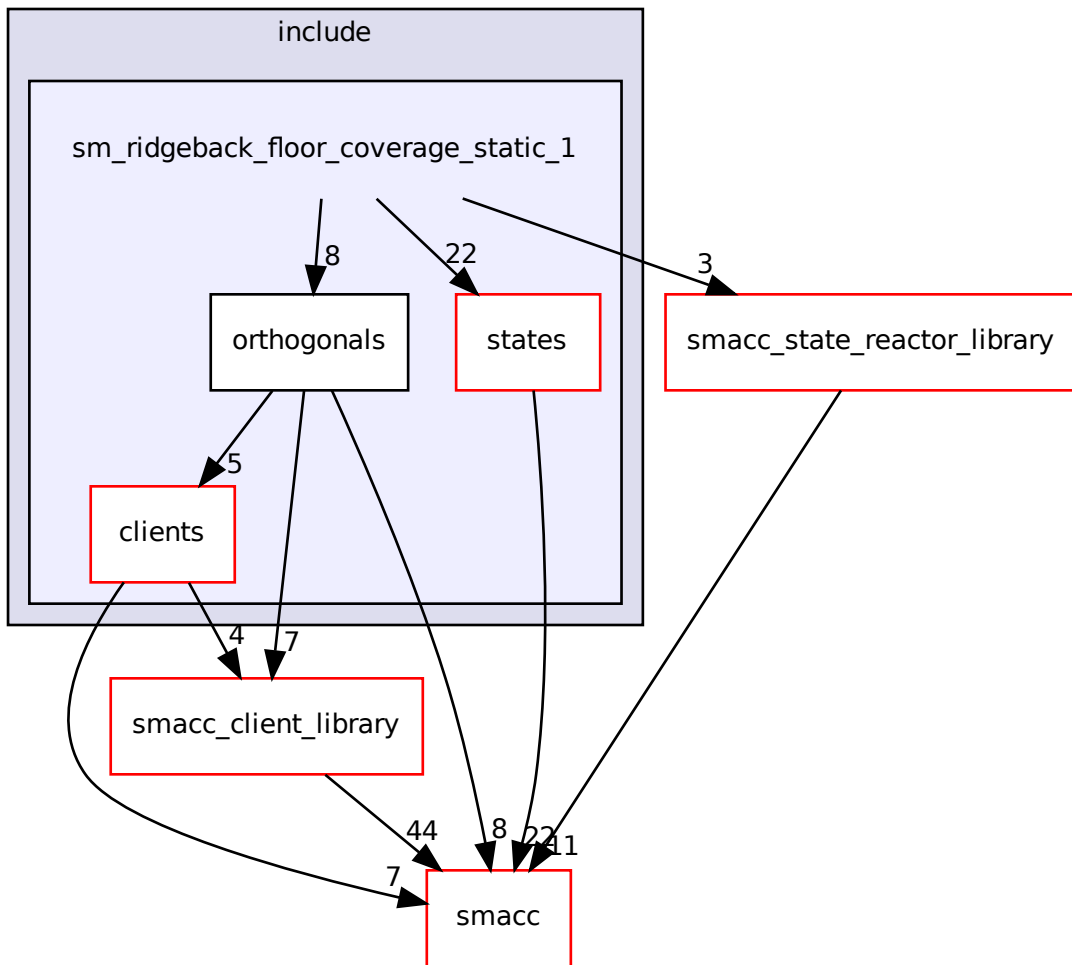 include
sm_ridgeback_floor_coverage_static_1
8
22
3
orthogonals
states
smacc_state_reactor_library
5
clients
4
7
smacc_client_library
44
8
22
11
7
smacc